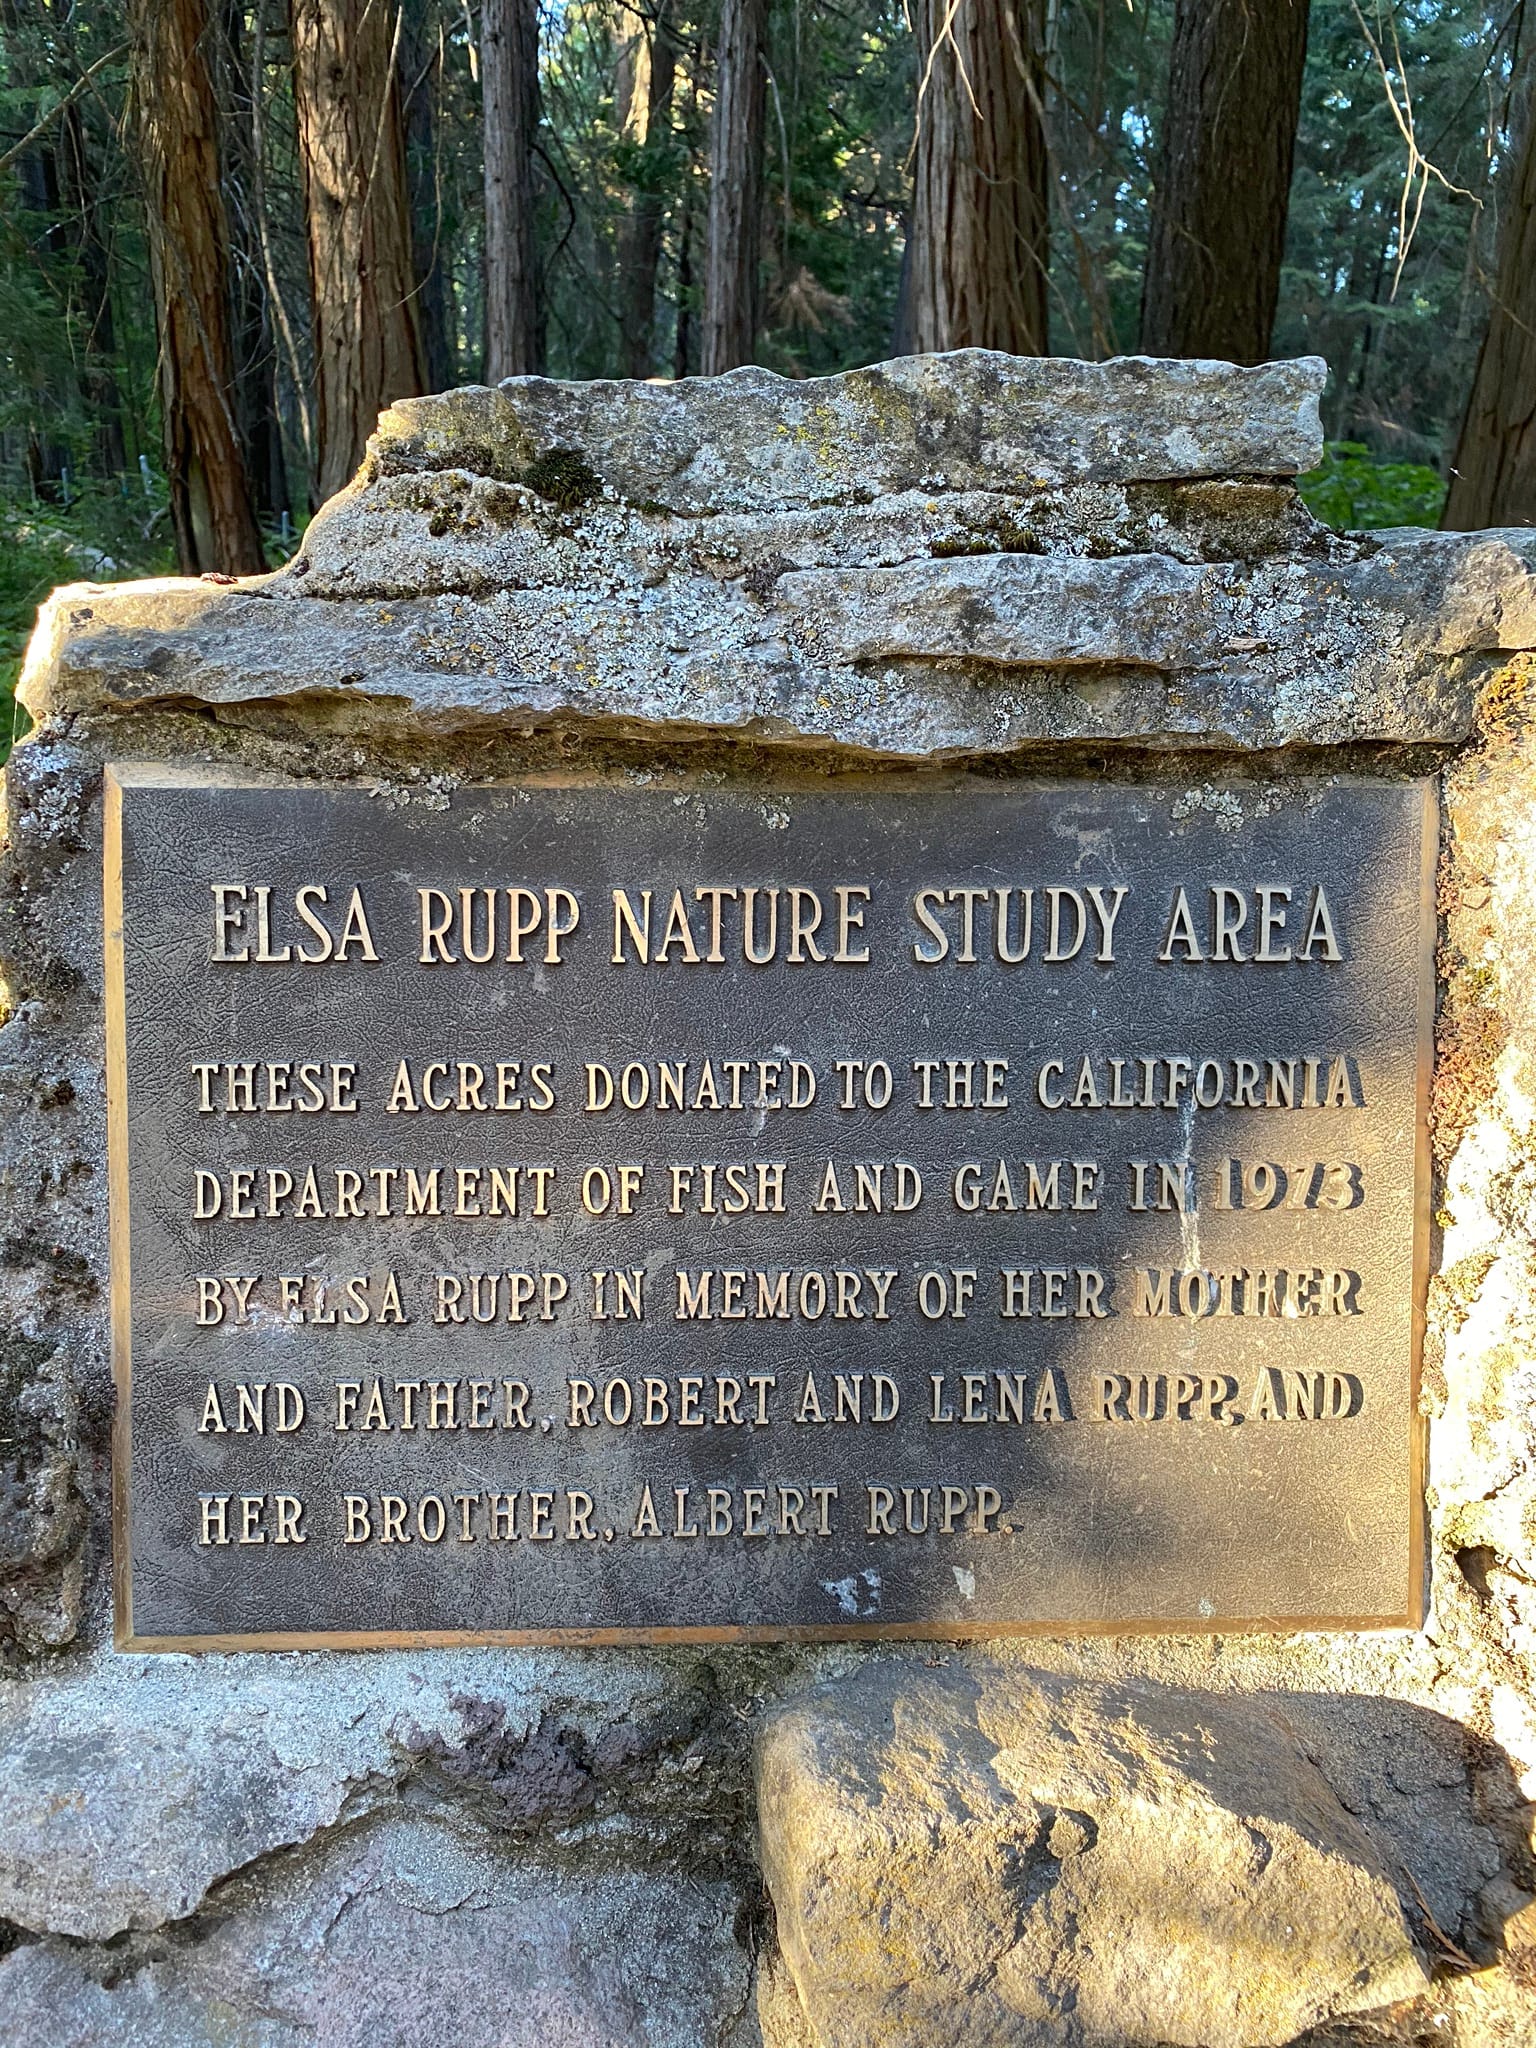 ELSA RUPP NATURE STUDY AREA
THESE ACRES DONATED TO THE CALIFORNIA
DEPARTMENT OF FISH AND GAME IN 1973
BY ELSA RUPP IN MEMORY OF HER MOTHER
AND FATHER, ROBERT AND LENA RUPP, AND
HER BROTHER, ALBERT RUPP.